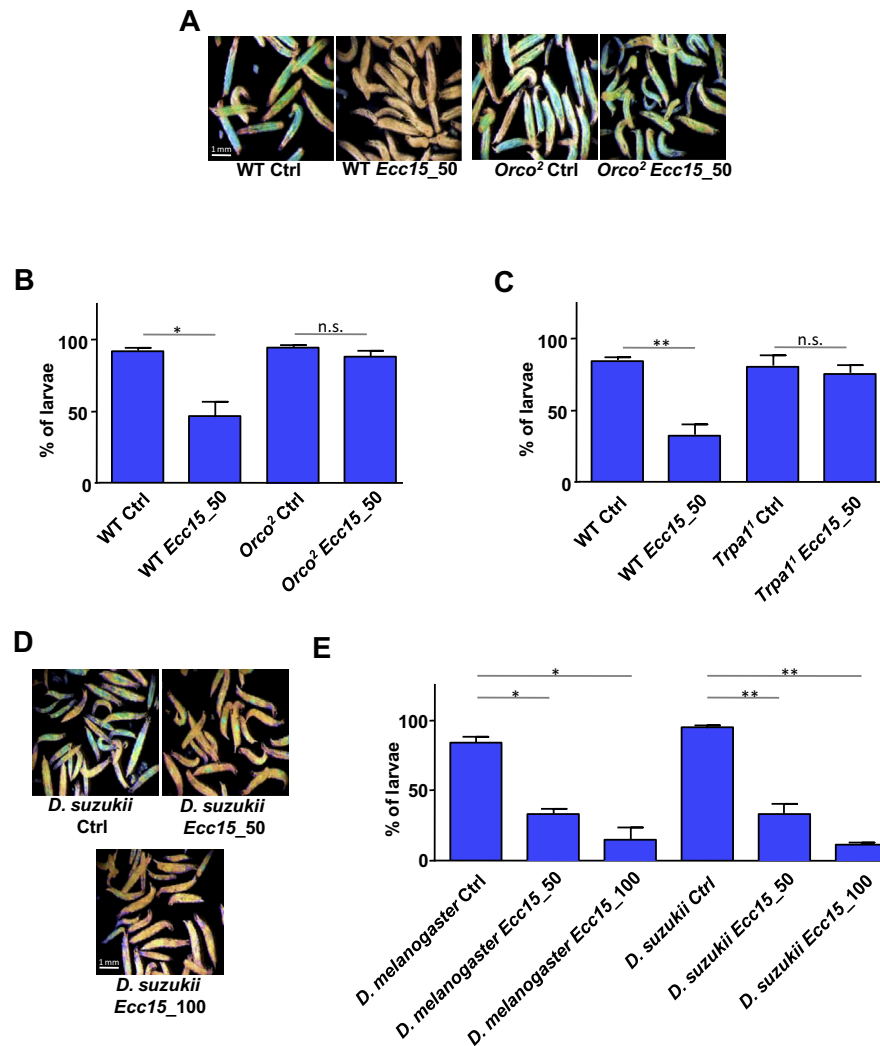 A
1 mm
WT Ctrl
WT Ecc15_50
Orco² Ctrl
Orco² Ecc15_50
B
% of larvae
100
50
0
*
n.s.
WT Ctrl
WT Ecc15_50
Orco² Ctrl
Orco² Ecc15_50
C
% of larvae
100
50
0
**
n.s.
WT Ctrl
WT Ecc15_50
Trpa1¹ Ctrl
Trpa1¹ Ecc15_50
D
D. suzukii
Ctrl
D. suzukii
Ecc15_50
1 mm
D. suzukii
Ecc15_100
E
% of larvae
100
50
0
*
*
**
**
D. melanogaster Ctrl
D. melanogaster Ecc15_50
D. melanogaster Ecc15_100
D. suzukii Ctrl
D. suzukii Ecc15_50
D. suzukii Ecc15_100